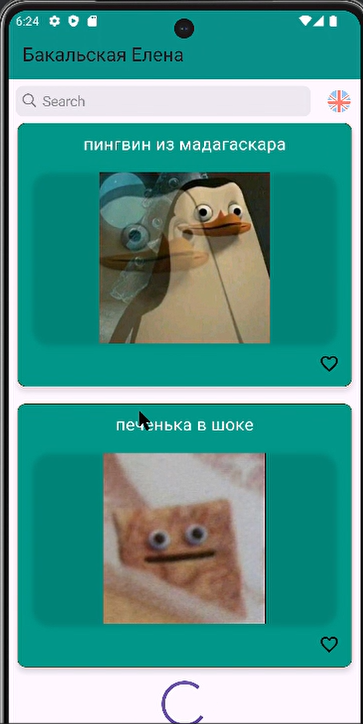 6:24
Бакальская Елена
Search
пингвин из мадагаскара
печенька в шоке